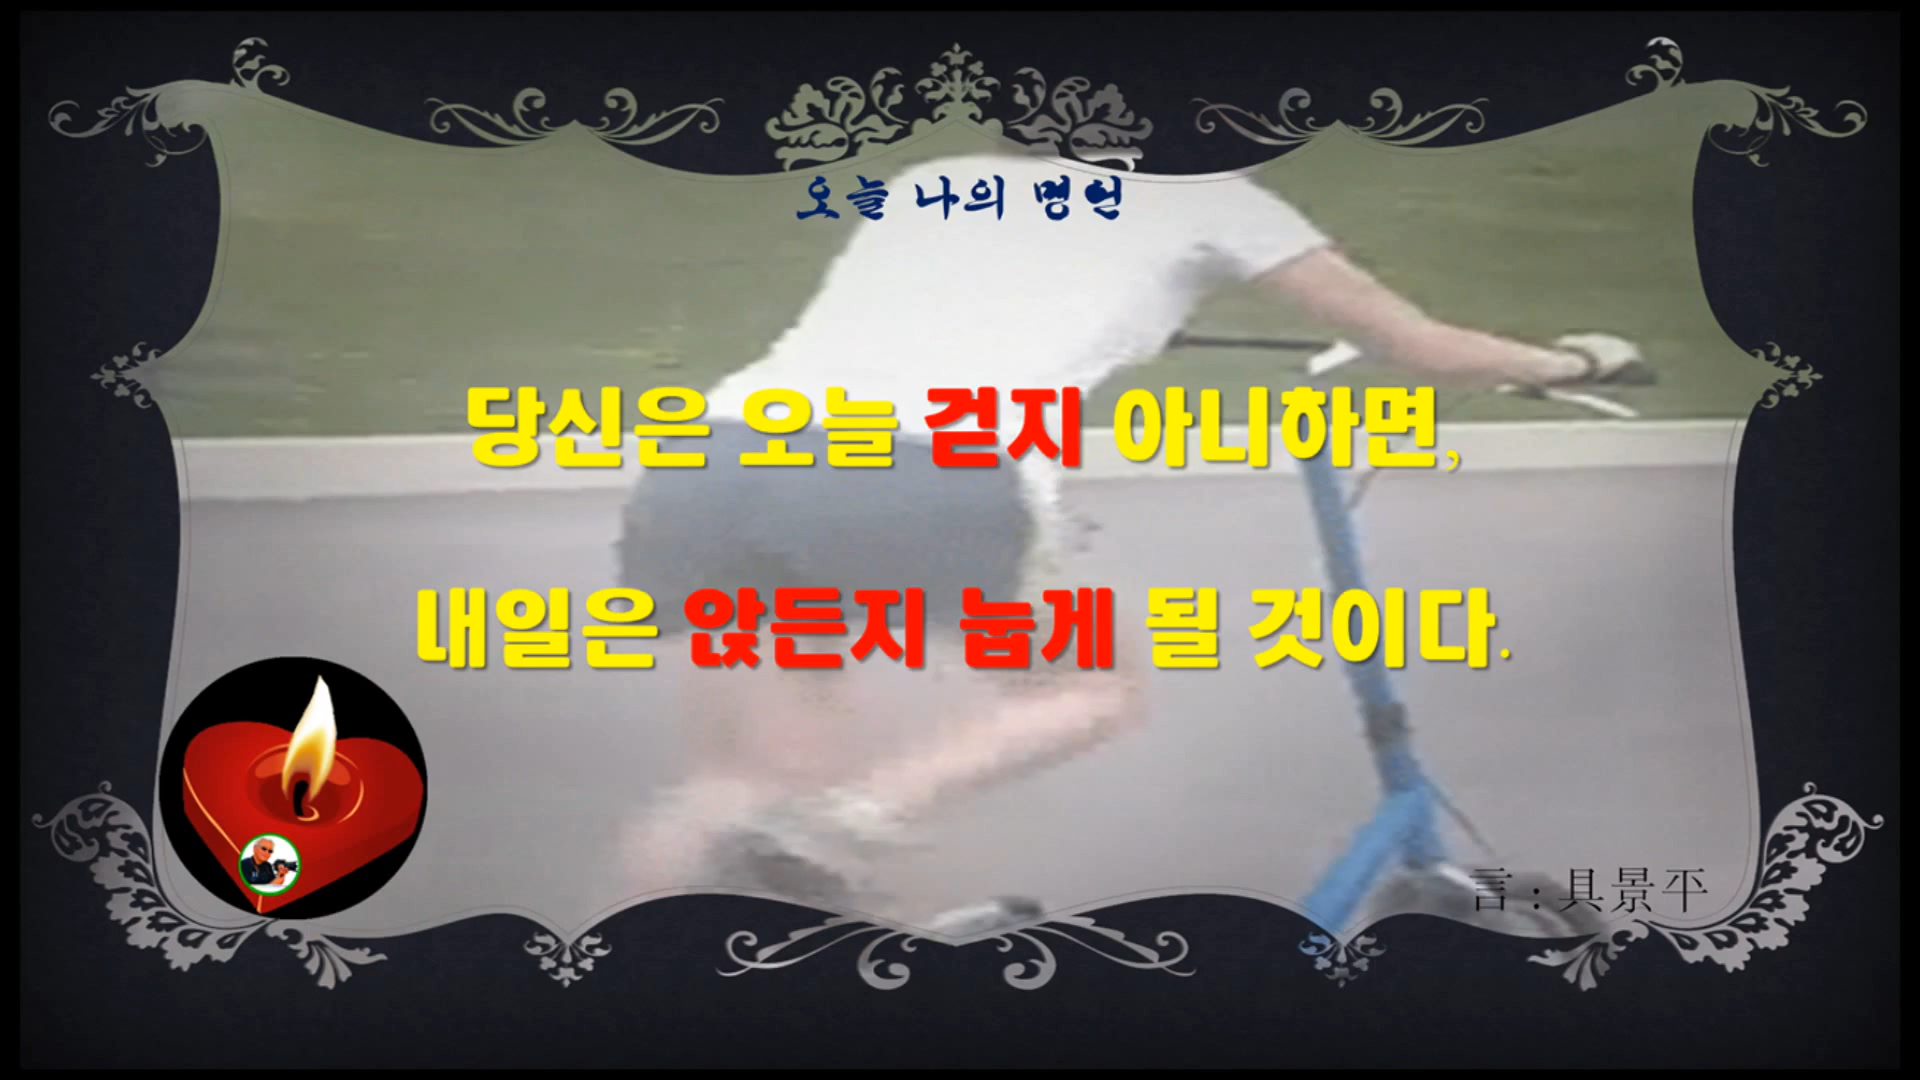 오늘 나의 명언
당신은 오늘 걷지 아니하면,
내일은 앉든지 눕게 될 것이다.
言 : 具景平